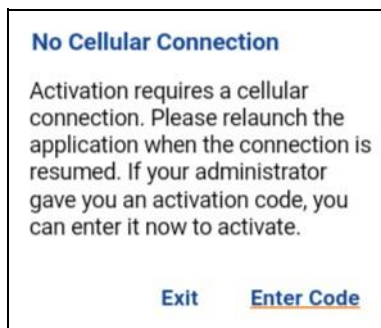 No Cellular Connection
Activation requires a cellular
connection. Please relaunch the
application when the connection is
resumed. If your administrator
gave you an activation code, you
can enter it now to activate.
Exit Enter Code